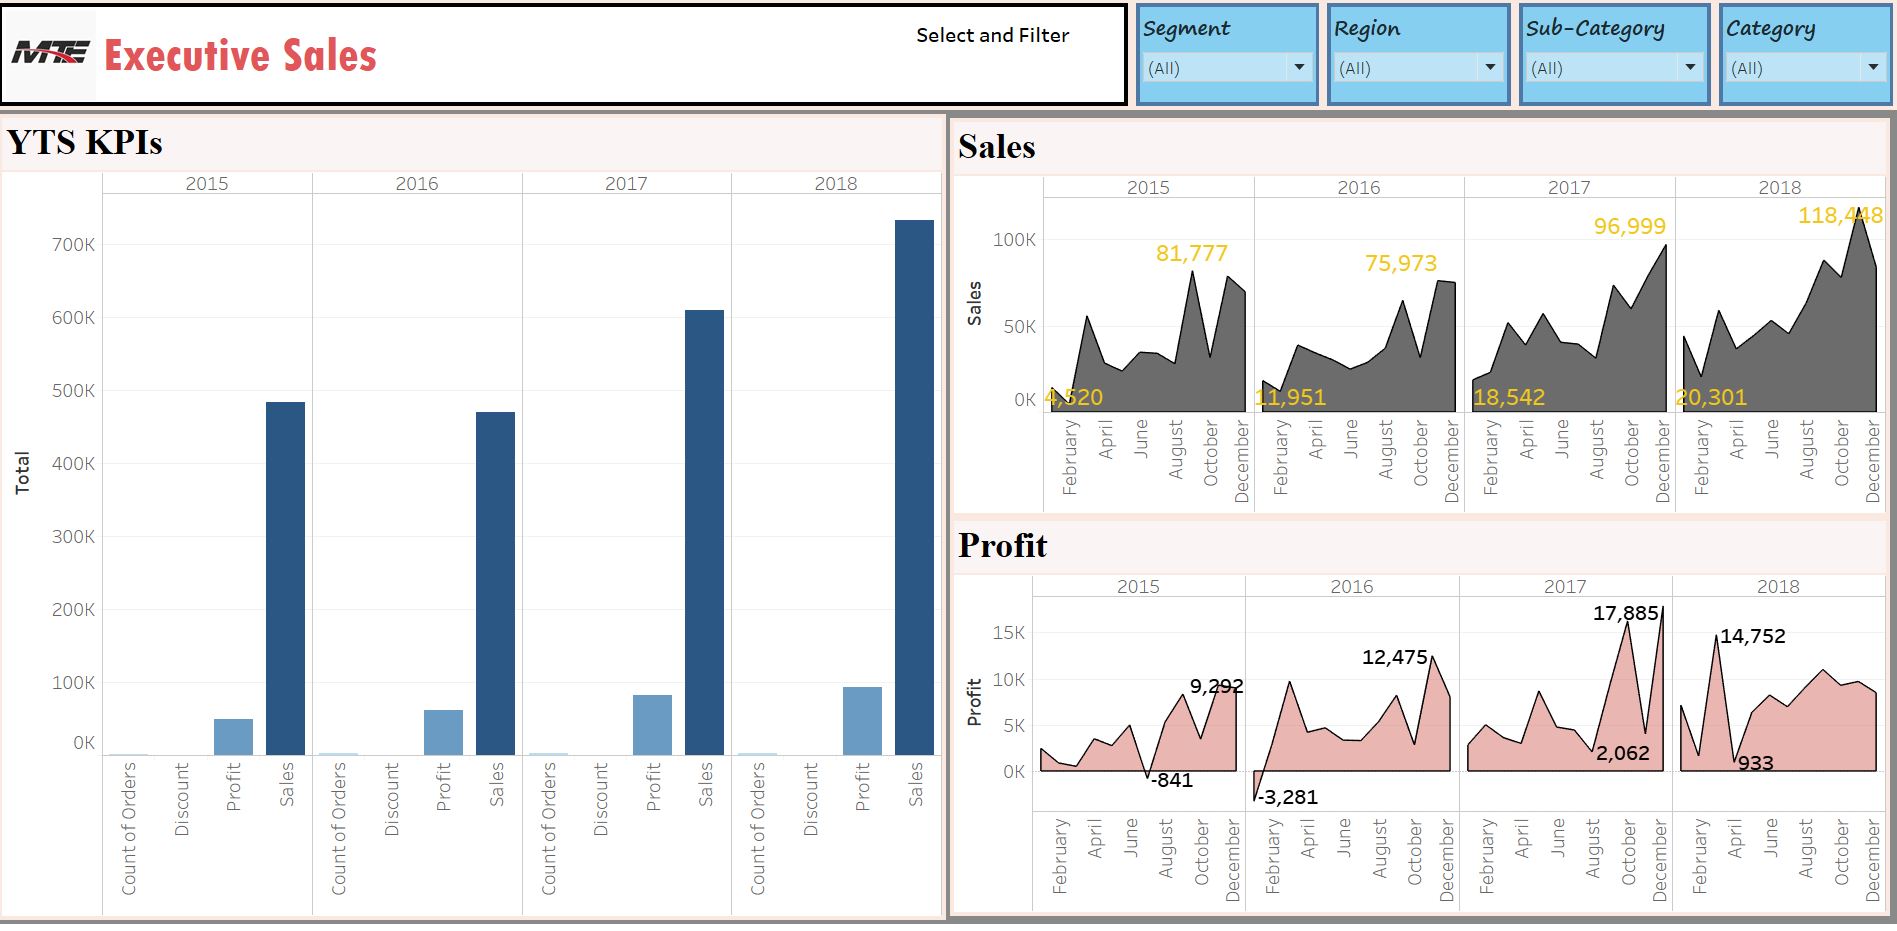 MTE
Executive Sales
Select and Filter
Segment
(All)
Region
(All)
Sub-Category
(All)
Category
(All)
YTS KPIs
2015 2016 2017 2018
700K
600K
500K
400K
300K
200K
100K
0K
Total
Count of Orders Discount Profit Sales Count of Orders Discount Profit Sales Count of Orders Discount Profit Sales Count of Orders Discount Profit Sales
Sales
2015 2016 2017 2018
100K
50K
0K
Sales
81,777 75,973 96,999 118,448
4,520 11,951 18,542 20,301
February April June August October December February April June August October December February April June August October December February April June August October December
Profit
2015 2016 2017 2018
15K
10K
5K
0K
Profit
9,292 12,475 17,885 14,752
-841 -3,281 2,062 933
February April June August October December February April June August October December February April June August October December February April June August October December